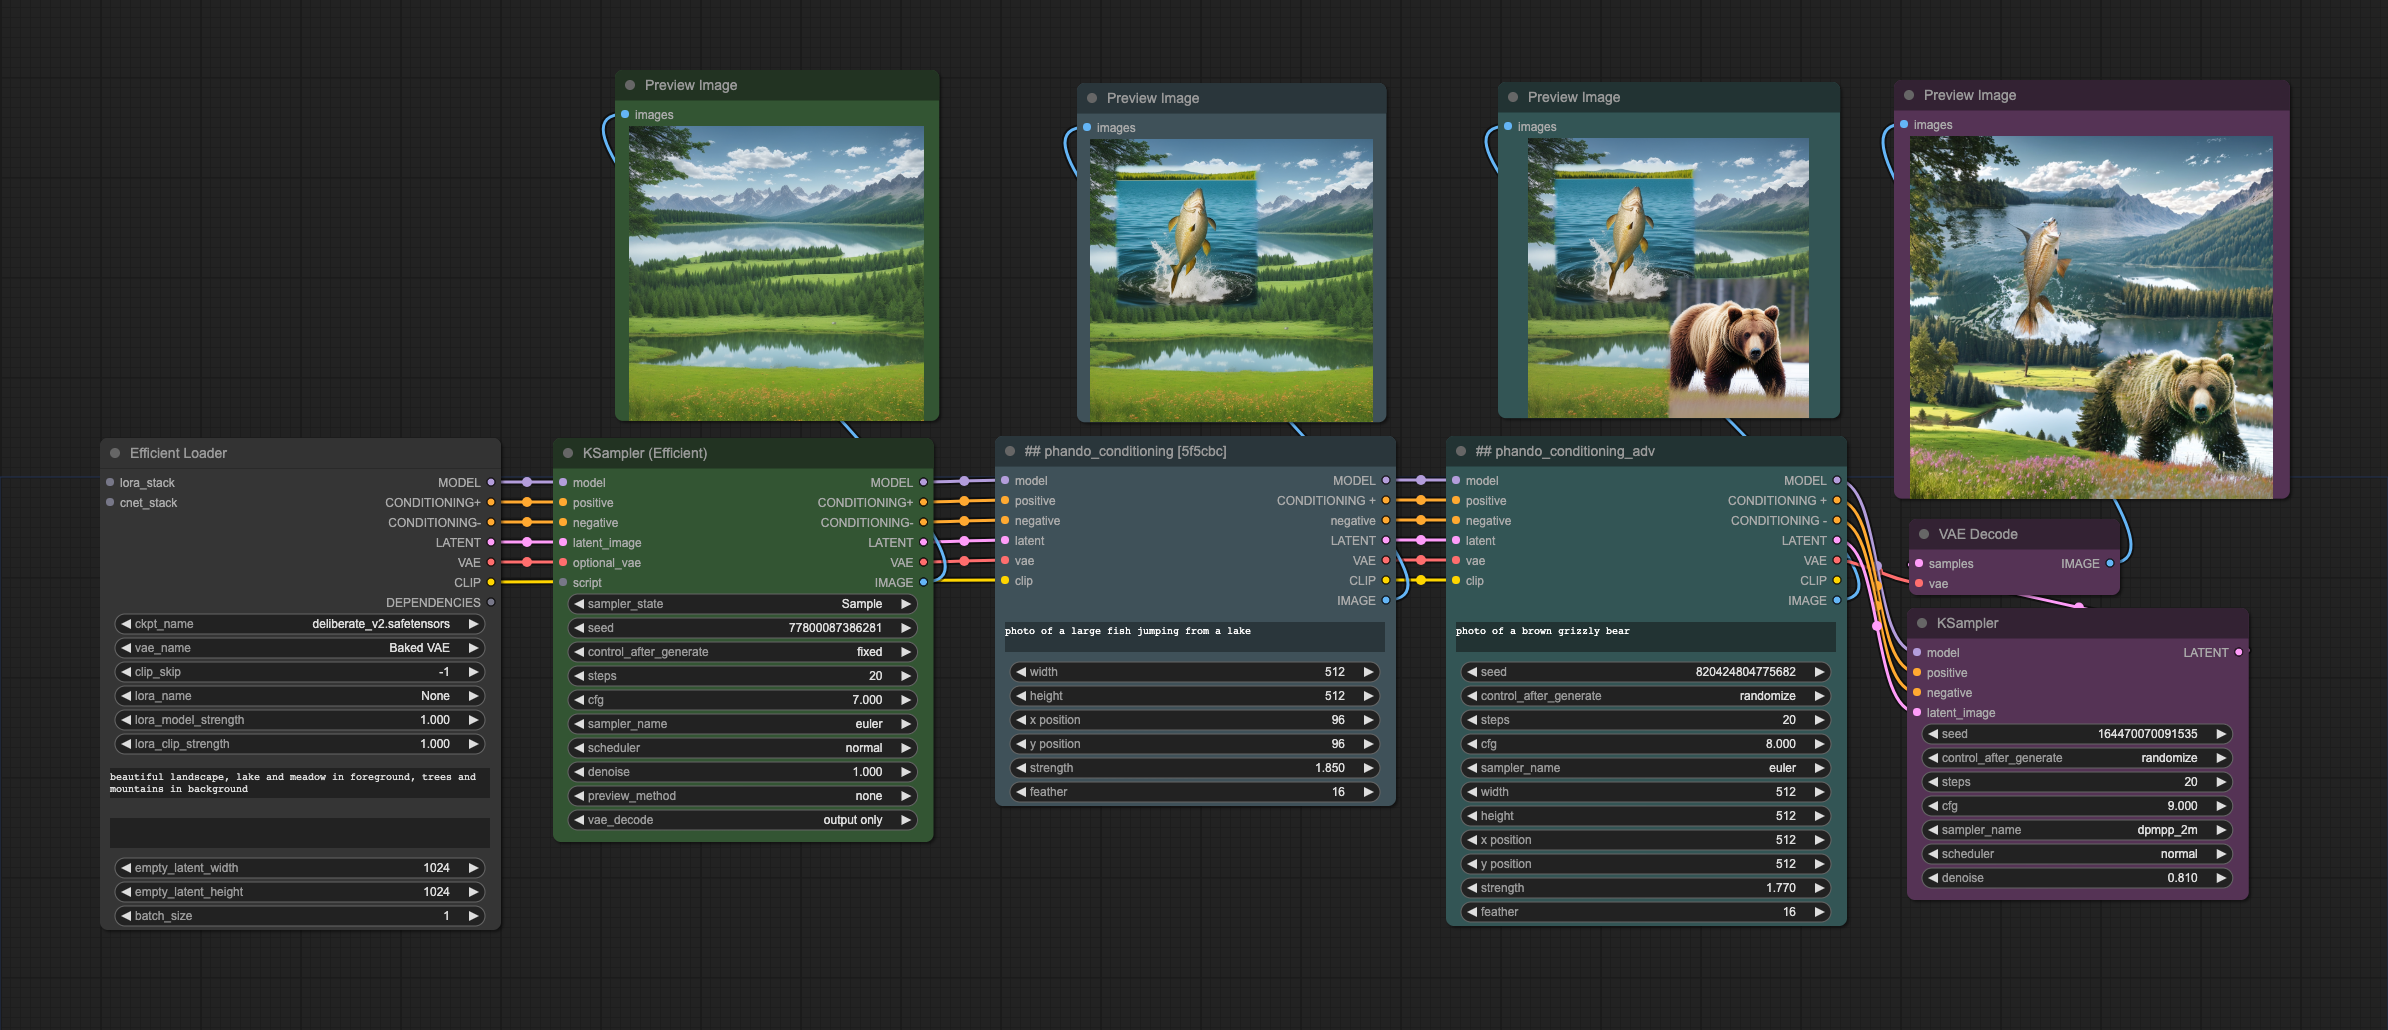 Preview Image
images
Preview Image
images
Preview Image
images
Preview Image
images
Efficient Loader
lora_stack
cnet_stack
MODEL
CONDITIONING+
CONDITIONING-
LATENT
VAE
CLIP
DEPENDENCIES
ckpt_name deliberate_v2.safetensors
vae_name Baked VAE
clip_skip -1
lora_name None
lora_model_strength 1.000
lora_clip_strength 1.000
beautiful landscape, lake and meadow in foreground, trees and
mountains in background
empty_latent_width 1024
empty_latent_height 1024
batch_size 1
KSampler (Efficient)
model MODEL
positive CONDITIONING+
negative CONDITIONING-
latent_image LATENT
optional_vae VAE
script IMAGE
sampler_state Sample
seed 77800087386281
control_after_generate fixed
steps 20
cfg 7.000
sampler_name euler
scheduler normal
denoise 1.000
preview_method none
vae_decode output only
## phando_conditioning [5f5cbc]
model MODEL
positive CONDITIONING +
negative negative
latent LATENT
vae VAE
clip CLIP
IMAGE
photo of a large fish jumping from a lake
width 512
height 512
x position 96
y position 96
strength 1.850
feather 16
## phando_conditioning_adv
model MODEL
positive CONDITIONING +
negative CONDITIONING -
latent LATENT
vae VAE
clip CLIP
IMAGE
photo of a brown grizzly bear
seed 820424804775682
control_after_generate randomize
steps 20
cfg 8.000
sampler_name euler
width 512
height 512
x position 512
y position 512
strength 1.770
feather 16
VAE Decode
samples IMAGE
vae
KSampler
model LATENT
positive
negative
latent_image
seed 164470070091535
control_after_generate randomize
steps 20
cfg 9.000
sampler_name dpmpp_2m
scheduler normal
denoise 0.810